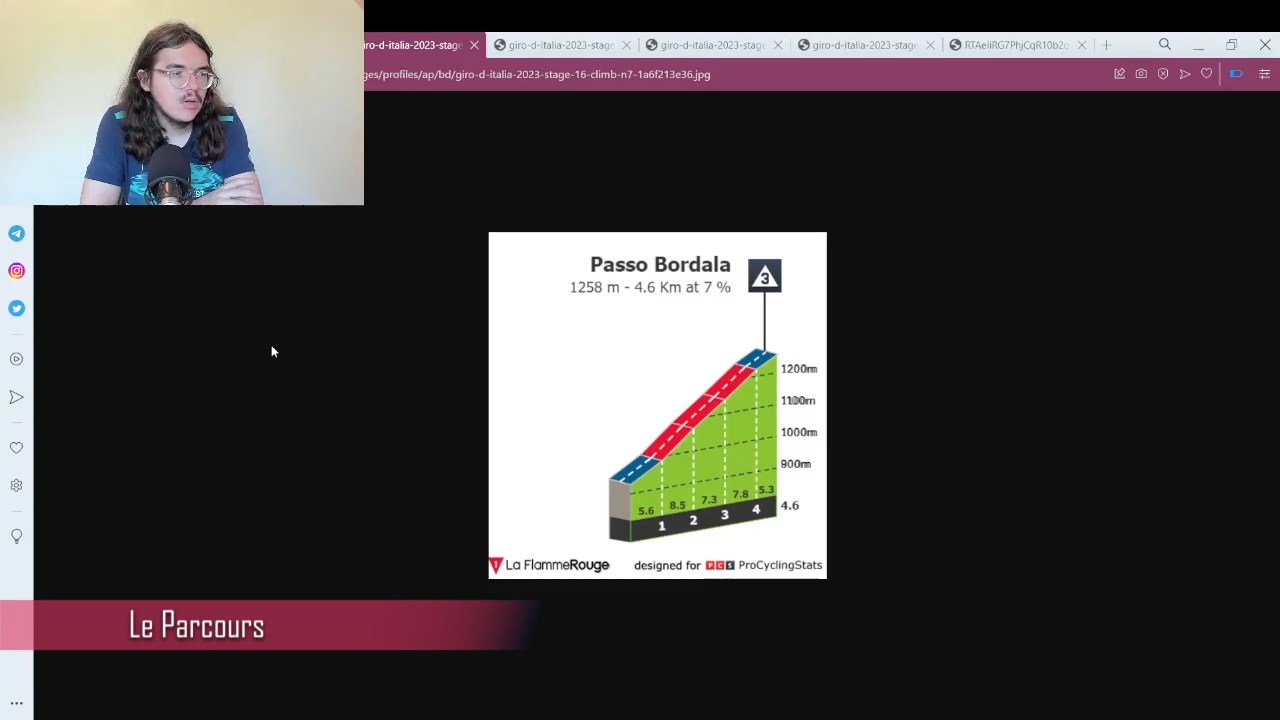 iro-d-italia-2023-stage
giro-d-italia-2023-stage
giro-d-italia-2023-stage
giro-d-italia-2023-stage
RTAeliRG7PhjCqR10b2o
ges/profiles/ap/bd/giro-d-italia-2023-stage-16-climb-n7-1a6f213e36.jpg
Passo Bordala
1258 m - 4.6 Km at 7 %
3
1200m
1100m
1000m
900m
5.6 8.5 7.3 7.8 5.3
1 2 3 4 4.6
La FlammeRouge
designed for PCS ProCyclingStats
Le Parcours